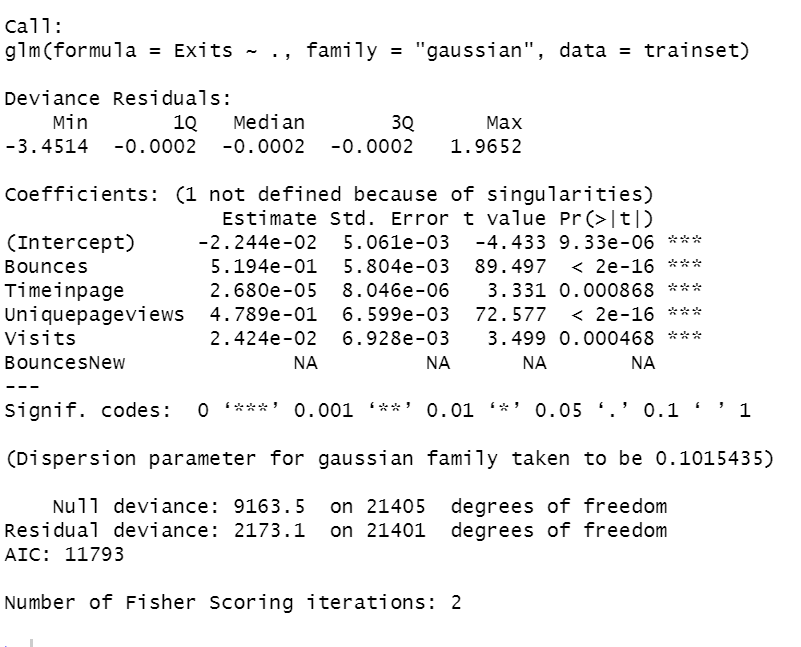 Call:
glm(formula = Exits ~ ., family = "gaussian", data = trainset)
Deviance Residuals:
    Min       1Q   Median       3Q      Max
-3.4514  -0.0002  -0.0002  -0.0002   1.9652
Coefficients: (1 not defined because of singularities)
                  Estimate Std. Error t value Pr(>|t|)
(Intercept)     -2.244e-02  5.061e-03  -4.433 9.33e-06 ***
Bounces          5.194e-01  5.804e-03  89.497  < 2e-16 ***
Timeinpage       2.680e-05  8.046e-06   3.331 0.000868 ***
Uniquepageviews  4.789e-01  6.599e-03  72.577  < 2e-16 ***
Visits           2.424e-02  6.928e-03   3.499 0.000468 ***
BouncesNew              NA         NA      NA       NA
---
Signif. codes:  0 ‘***’ 0.001 ‘**’ 0.01 ‘*’ 0.05 ‘.’ 0.1 ‘ ’ 1
(Dispersion parameter for gaussian family taken to be 0.1015435)
    Null deviance: 9163.5  on 21405  degrees of freedom
Residual deviance: 2173.1  on 21401  degrees of freedom
AIC: 11793
Number of Fisher Scoring iterations: 2